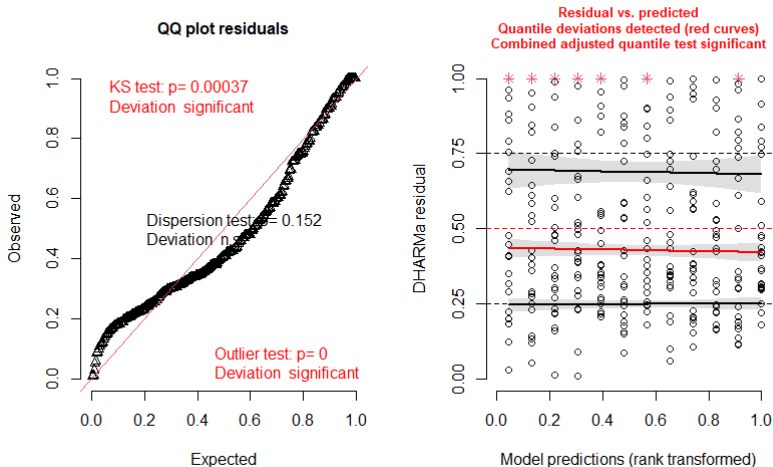 QQ plot residuals
KS test: p= 0.00037
Deviation significant
Dispersion test: p= 0.152
Deviation n.s.
Outlier test: p= 0
Deviation significant
Observed
0.0
0.2
0.4
0.6
0.8
1.0
0.0
0.2
0.4
0.6
0.8
1.0
Expected
Residual vs. predicted
Quantile deviations detected (red curves)
Combined adjusted quantile test significant
DHARMa residual
0.00
0.25
0.50
0.75
1.00
0.0
0.2
0.4
0.6
0.8
1.0
Model predictions (rank transformed)